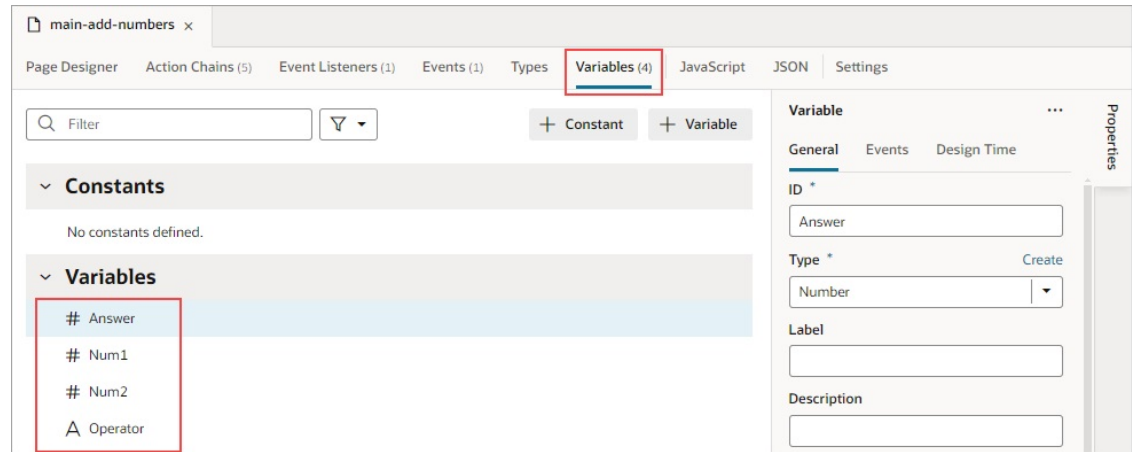 main-add-numbers ×
Page Designer Action Chains (5) Event Listeners (1) Events (1) Types Variables (4) JavaScript JSON Settings
Filter
+ Constant + Variable
Constants
No constants defined.
Variables
# Answer
# Num1
# Num2
A Operator
Variable ...
General Events Design Time
ID *
Answer
Type * Create
Number
Label
Description
Properties